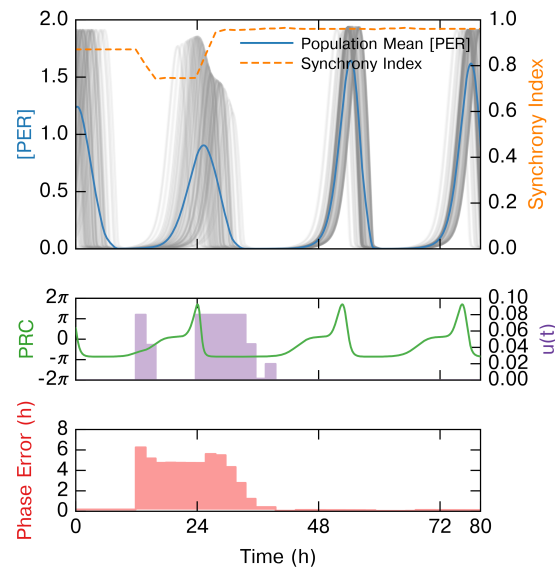 2.0 1.0
Population Mean [PER]
Synchrony Index
1.5 0.8
[PER] 1.0 0.6 Synchrony Index
0.4
0.5 0.2
0.0 0.0
2π 0.10
π 0.08
PRC 0 0.06 u(t)
0.04
-π 0.02
-2π 0.00
8
6
Phase Error (h) 4
2
0
0 24 48 72 80
Time (h)